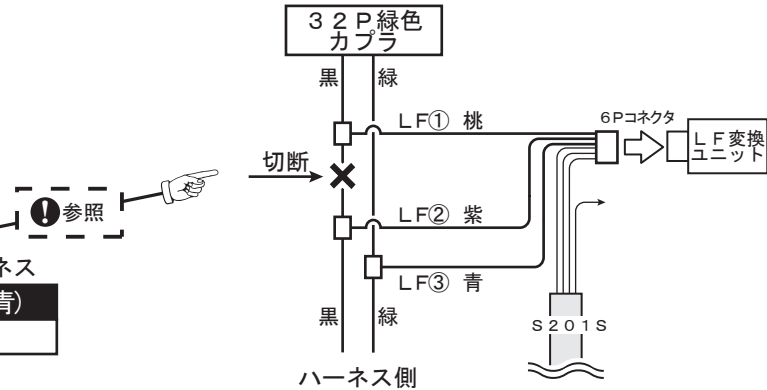 ３２Ｐ緑色
カプラ
黒
緑
ＬＦ① 桃
6Pコネクタ
ＬＦ変換
ユニット
切断
参照
ＬＦ② 紫
ネス
青）
ＬＦ③ 青
黒
緑
Ｓ２０１Ｓ
ハーネス側